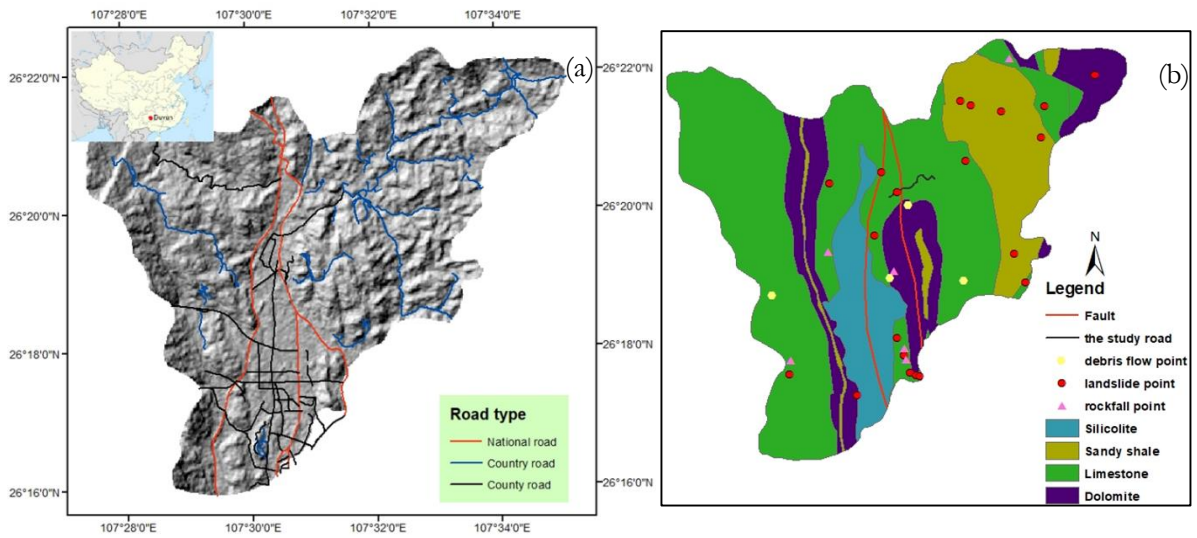 107°28'0"E 107°30'0"E 107°32'0"E 107°34'0"E
(a)
26°22'0"N
26°20'0"N
26°18'0"N
26°16'0"N
Road type
National road
Country road
County road
107°28'0"E 107°30'0"E 107°32'0"E 107°34'0"E
(b)
26°22'0"N
26°20'0"N
26°18'0"N
26°16'0"N
N
Legend
Fault
the study road
debris flow point
landslide point
rockfall point
Silicolite
Sandy shale
Limestone
Dolomite